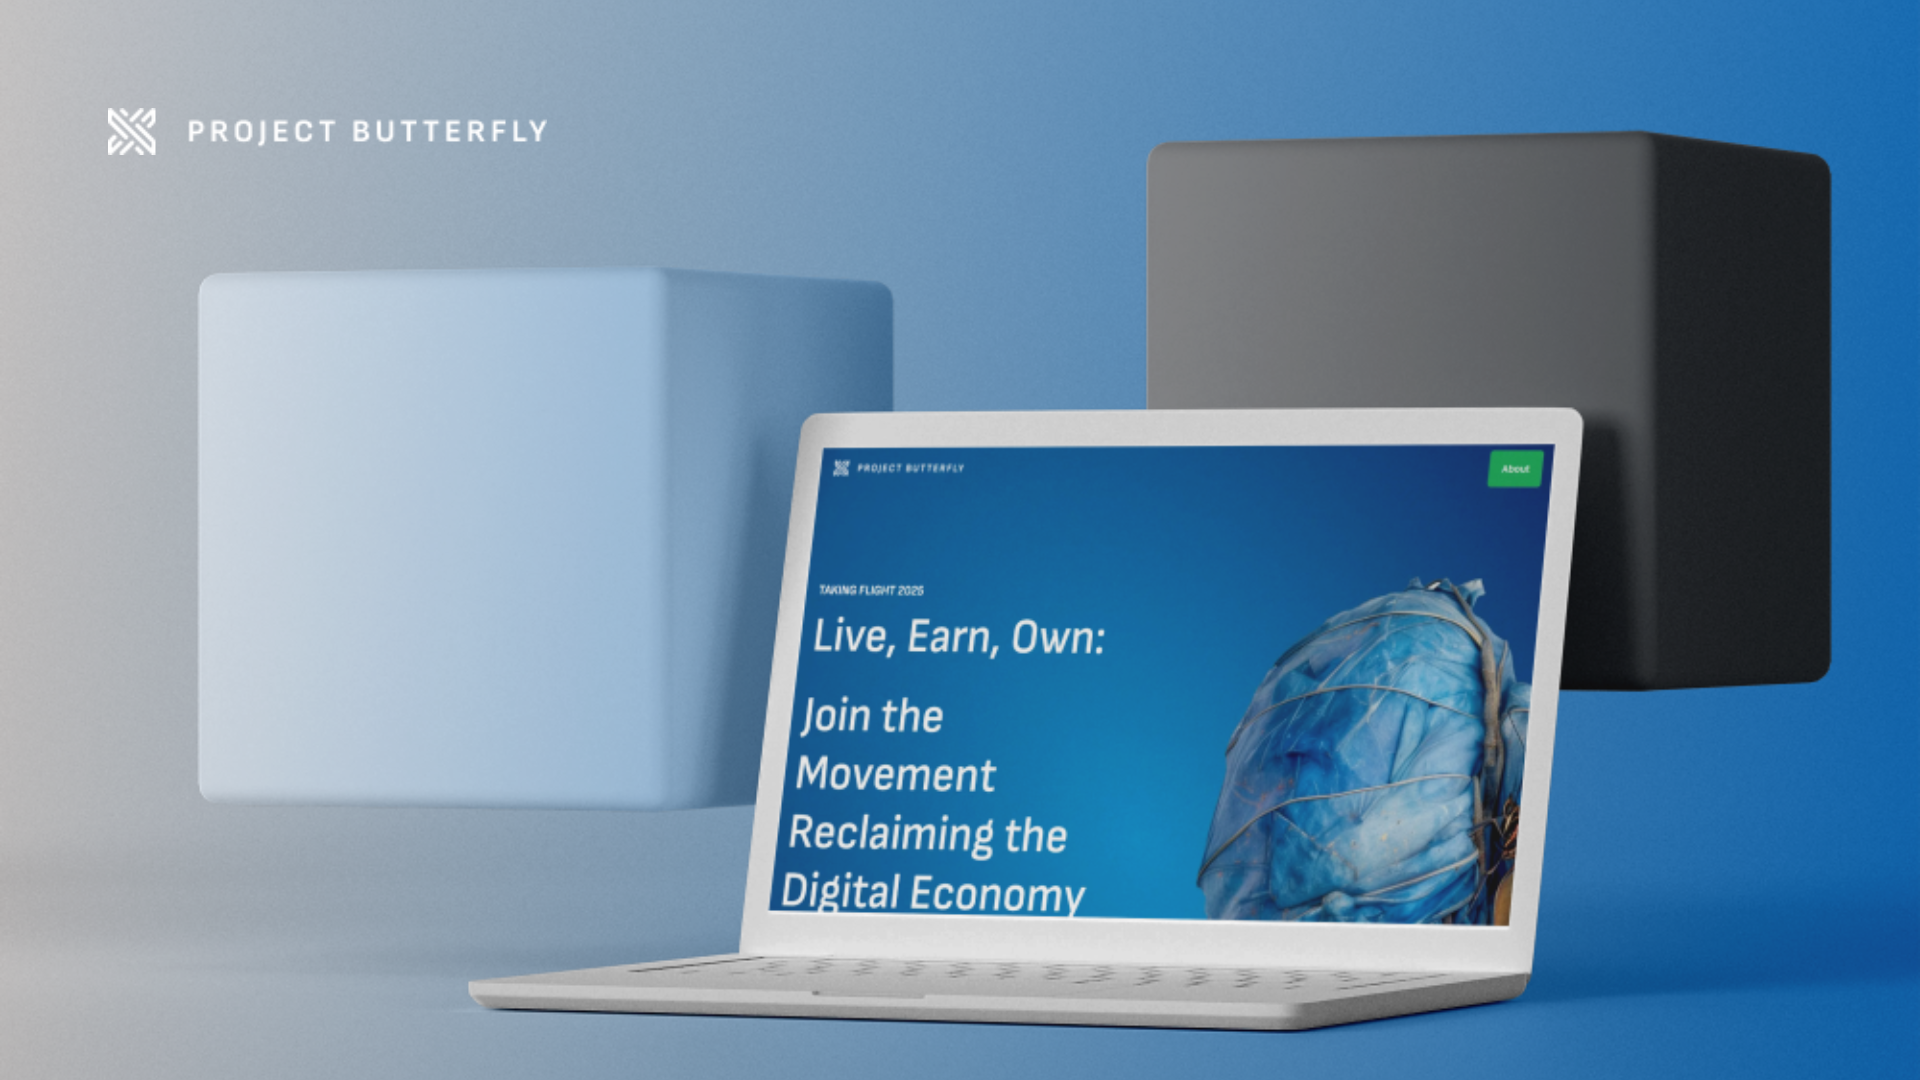 PROJECT BUTTERFLY
PROJECT BUTTERFLY
About
TAKING FLIGHT 2025
Live, Earn, Own:
Join the
Movement
Reclaiming the
Digital Economy